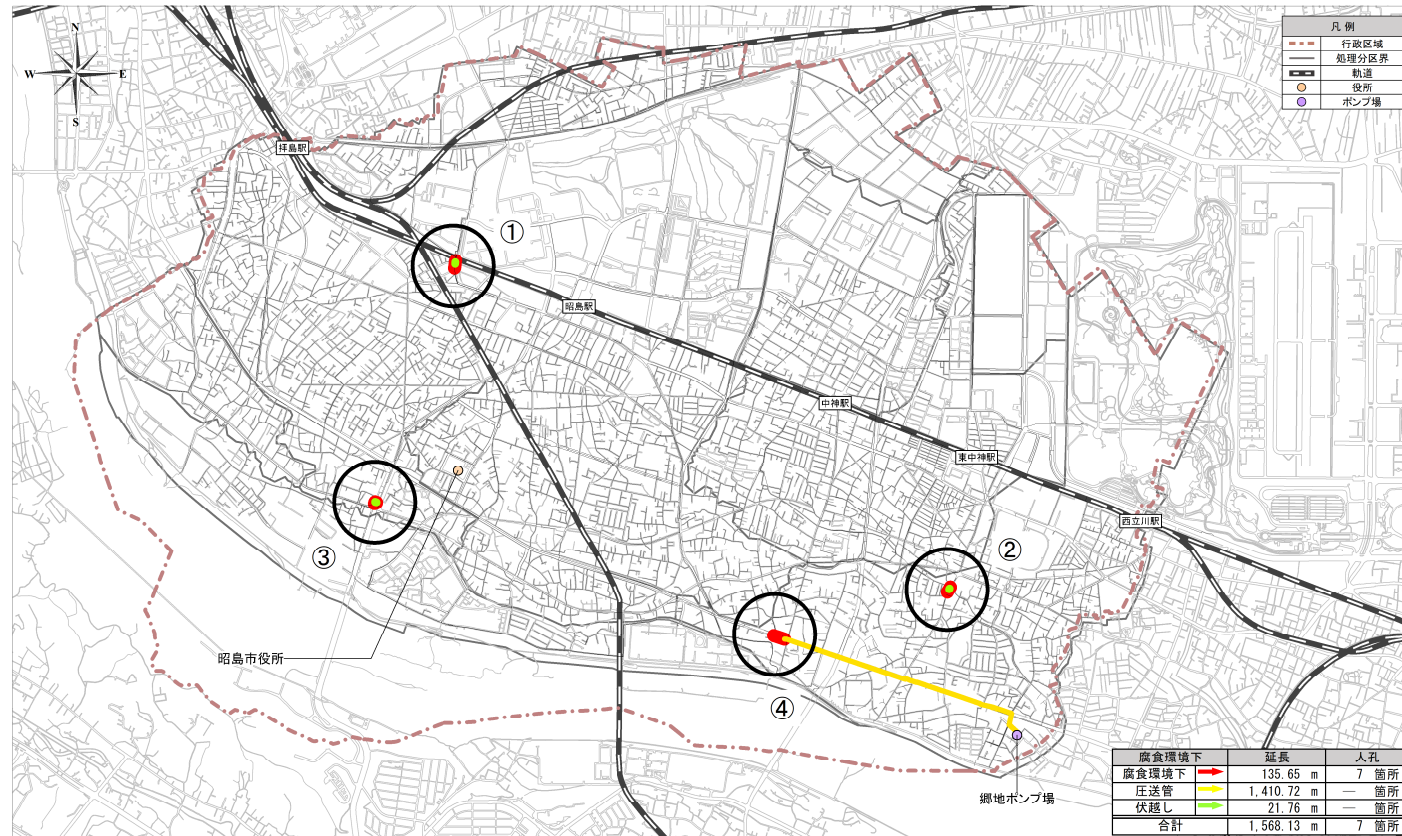 N
W E
S
凡例
行政区域
処理分区界
軌道
役所
ポンプ場
拝島駅
①
昭島駅
中神駅
東中神駅
西立川駅
③
②
昭島市役所
④
郷地ポンプ場
腐食環境下 延長 人孔
腐食環境下 135.65 m 7 箇所
圧送管 1,410.72 m ― 箇所
伏越し 21.76 m ― 箇所
合計 1,568.13 m 7 箇所